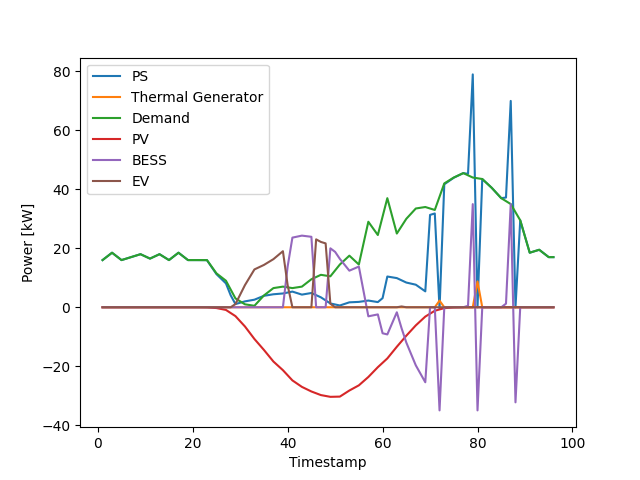 80
60
40
20
0
−20
−40
Power [kW]
PS
Thermal Generator
Demand
PV
BESS
EV
0 20 40 60 80 100
Timestamp